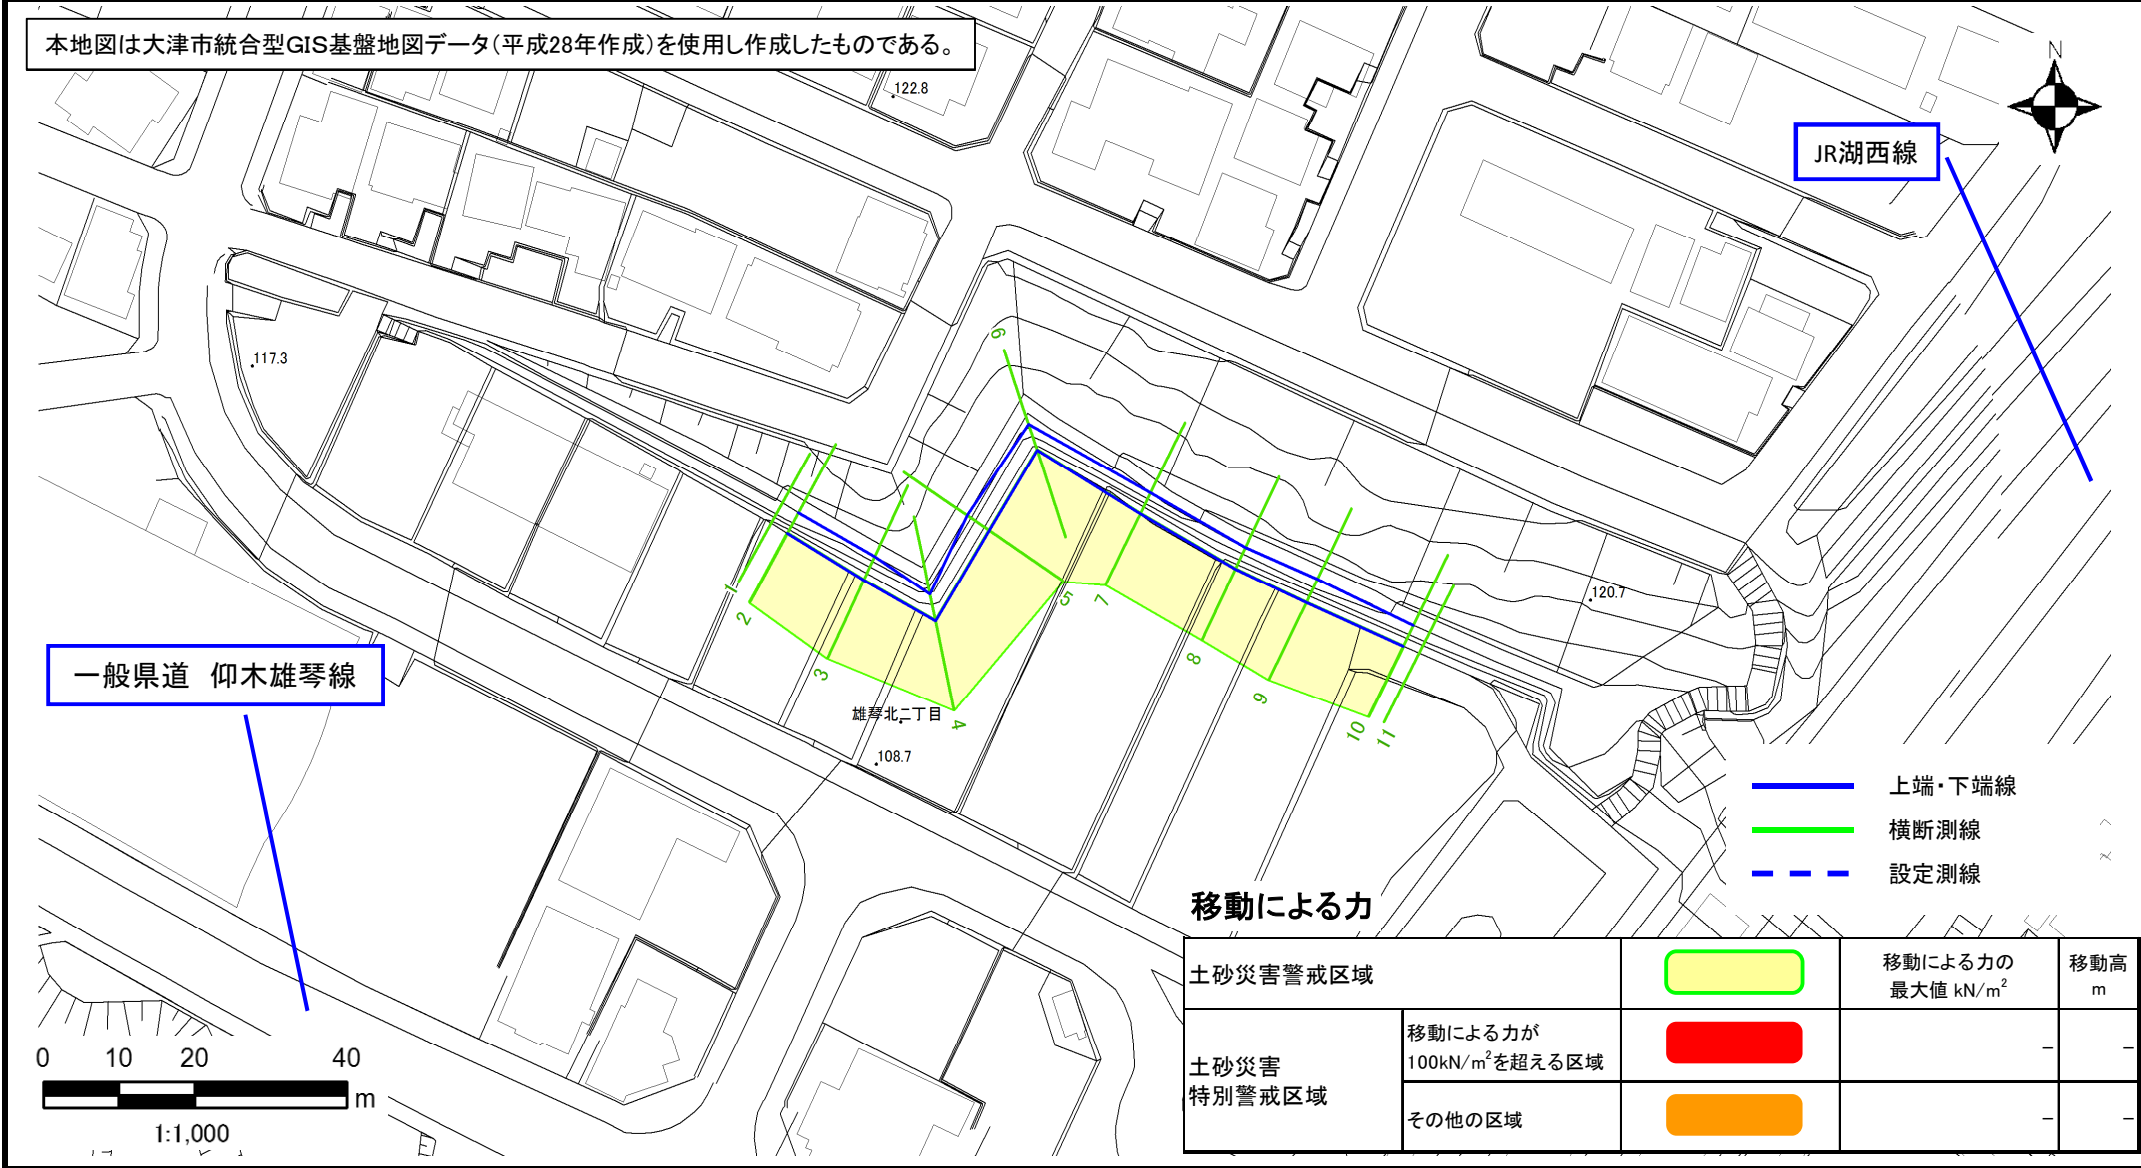 本地図は大津市統合型GIS基盤地図データ(平成28年作成)を使用し作成したものである。
N
122.8
JR湖西線
117.3
6
120.7
1
2
3
4
5
7
8
9
10
11
一般県道 仰木雄琴線
雄琴北二丁目
108.7
上端・下端線
横断測線
設定測線
移動による力
土砂災害警戒区域
移動による力の
最大値 kN/m²
移動高
m
土砂災害
特別警戒区域
移動による力が
100kN/m²を超える区域
－
－
その他の区域
－
－
0 10 20 40
m
1:1,000